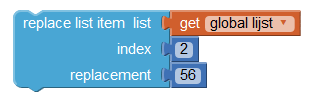 replace list item list get global lijst
index 2
replacement 56